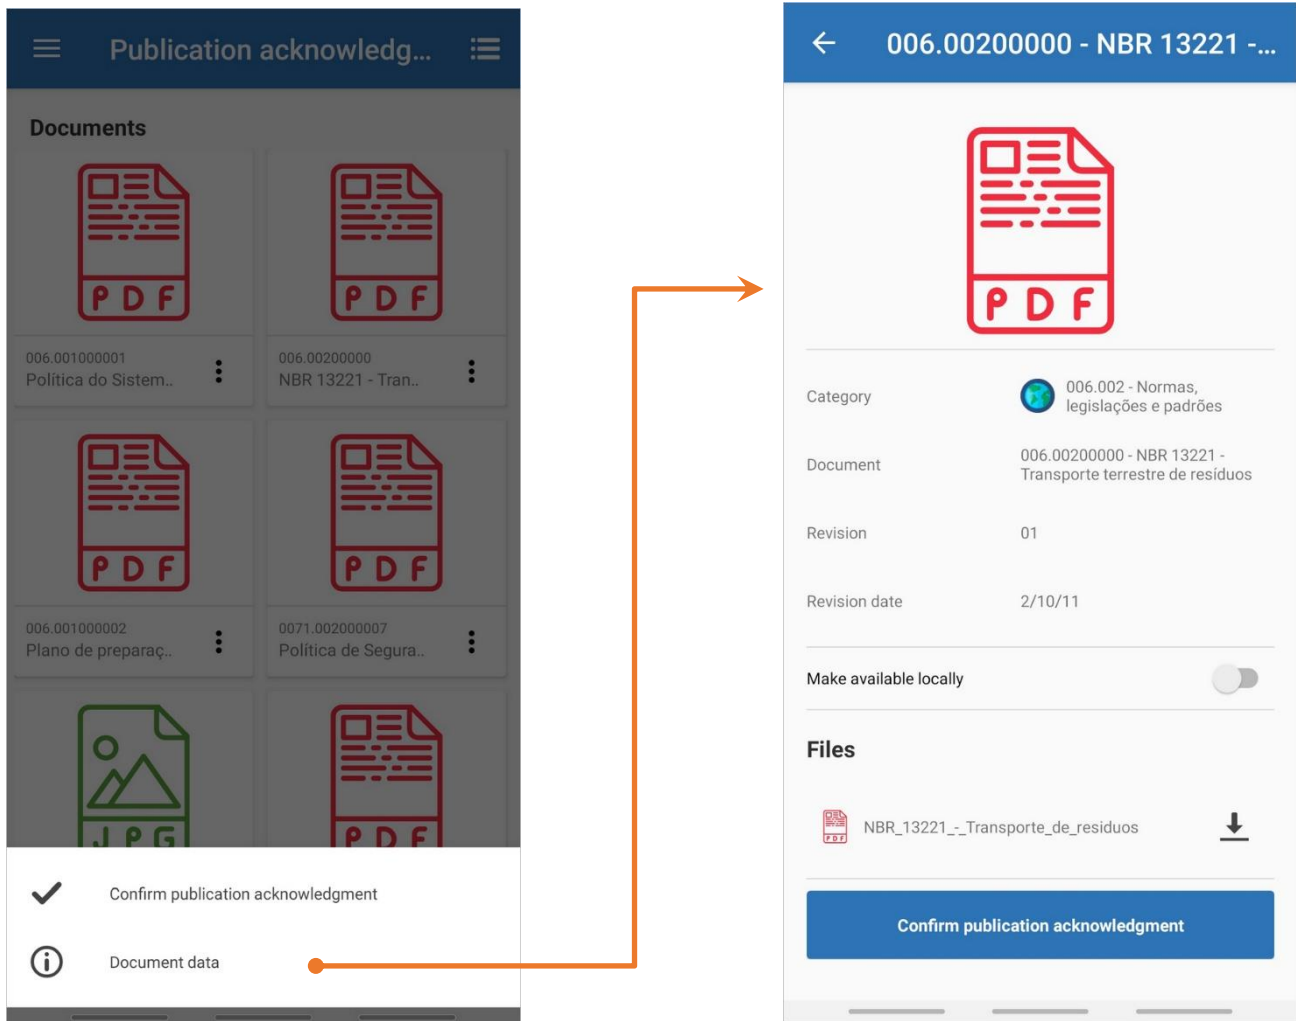 Publication acknowledg...
Documents
PDF
PDF
006.001000001
Política do Sistem..
006.00200000
NBR 13221 - Tran..
PDF
PDF
006.001000002
Plano de preparaç..
0071.002000007
Política de Segura..
JPG
PDF
Confirm publication acknowledgment
Document data
006.00200000 - NBR 13221 -...
PDF
Category
006.002 - Normas,
legislações e padrões
Document
006.00200000 - NBR 13221 -
Transporte terrestre de resíduos
Revision
01
Revision date
2/10/11
Make available locally
Files
PDF
NBR_13221_-_Transporte_de_residuos
Confirm publication acknowledgment